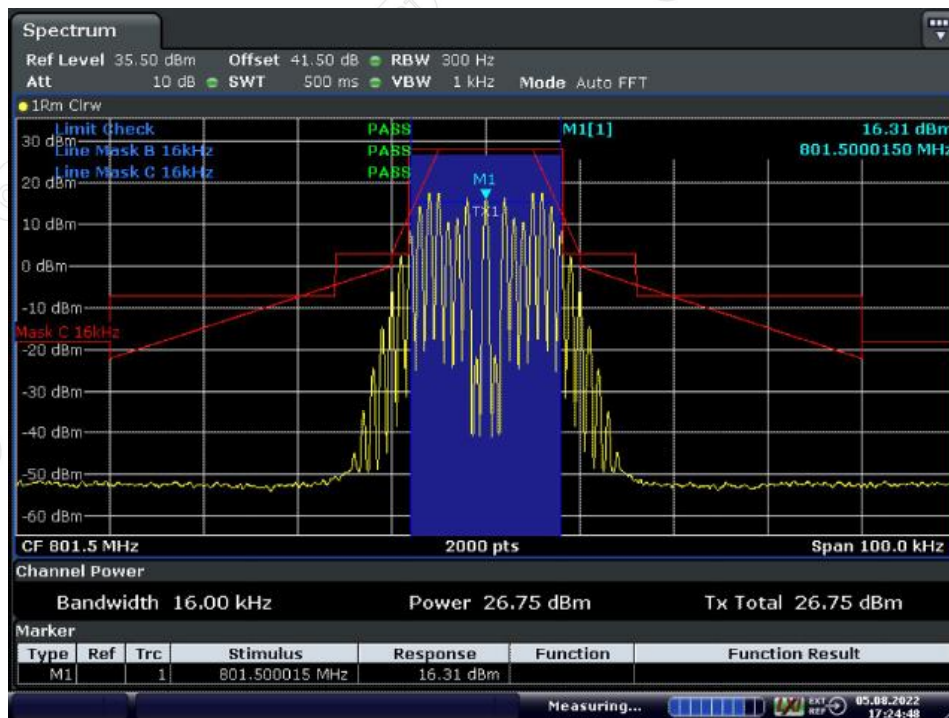 Spectrum
Ref Level 35.50 dBm Offset 41.50 dB RBW 300 Hz
Att 10 dB SWT 500 ms VBW 1 kHz Mode Auto FFT
1Rm Clrw
Limit Check PASS M1[1] 16.31 dBm
30 dBm
Line Mask B 16kHz PASS 801.5000150 MHz
Line Mask C 16kHz PASS
20 dBm
M1
TX1
10 dBm
0 dBm
-10 dBm
Mask C 16kHz
-20 dBm
-30 dBm
-40 dBm
-50 dBm
-60 dBm
CF 801.5 MHz 2000 pts Span 100.0 kHz
Channel Power
Bandwidth 16.00 kHz Power 26.75 dBm Tx Total 26.75 dBm
Marker
Type Ref Trc Stimulus Response Function Function Result
M1 1 801.500015 MHz 16.31 dBm
Measuring... LXI EXT REF 05.08.2022
17:24:48